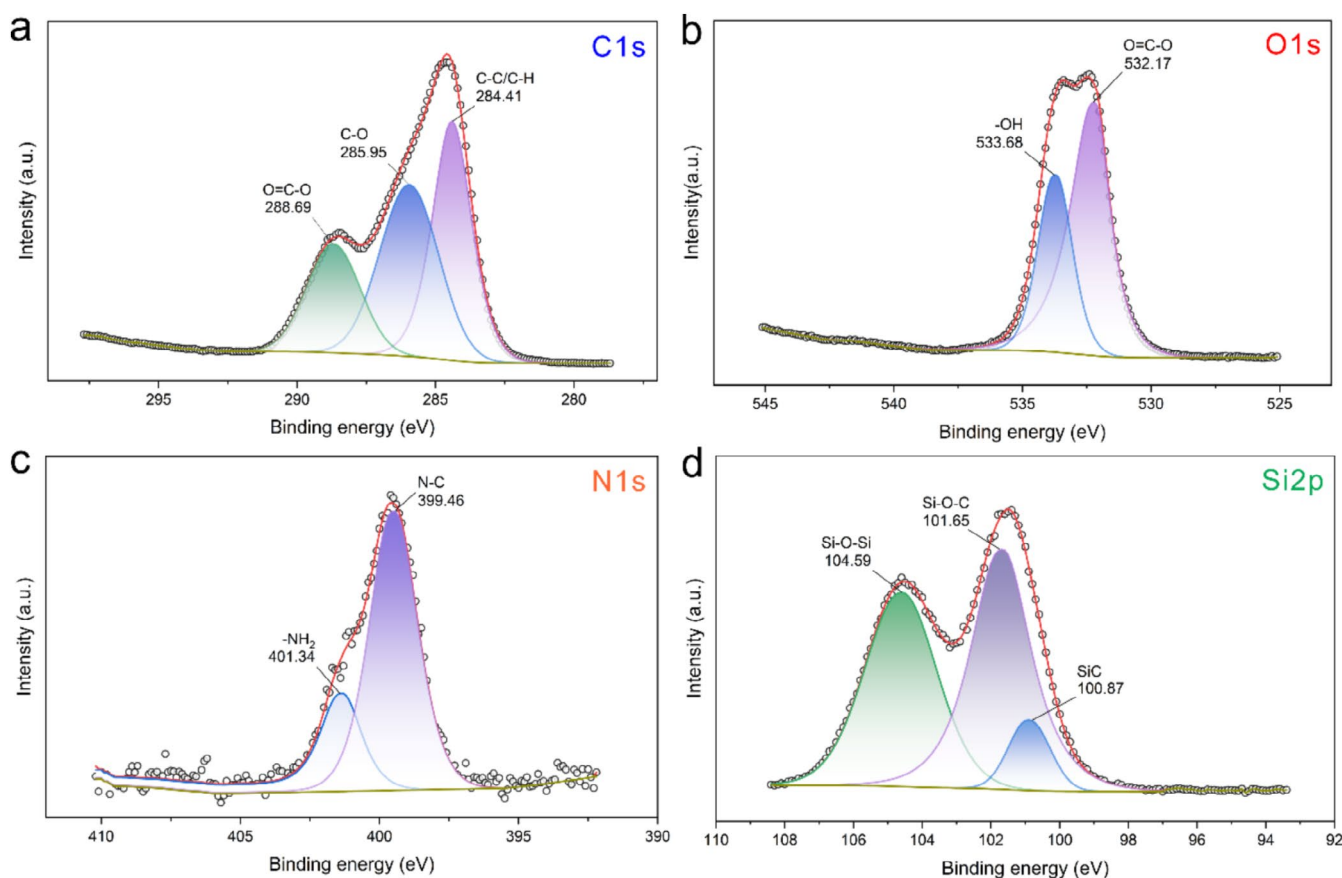 a
C1s
C-C/C-H
284.41
C-O
285.95
O=C-O
288.69
Intensity (a.u.)
295 290 285 280
Binding energy (eV)
b
O1s
O=C-O
532.17
-OH
533.68
Intensity(a.u.)
545 540 535 530 525
Binding energy (eV)
c
N1s
N-C
399.46
-NH₂
401.34
Intensity (a.u.)
410 405 400 395 390
Binding energy (eV)
d
Si2p
Si-O-C
101.65
Si-O-Si
104.59
SiC
100.87
Intensity (a.u.)
110 108 106 104 102 100 98 96 94 92
Binding energy (eV)